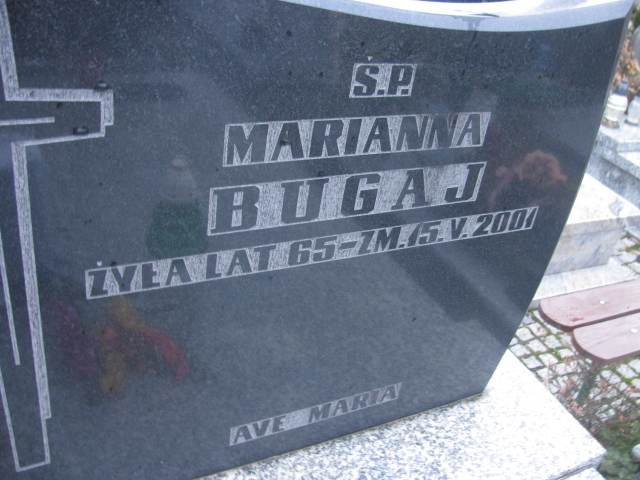 Ś.P.
MARIANNA
BUGAJ
ŻYŁA LAT 65-ZM.15.V.2001
AVE MARIA